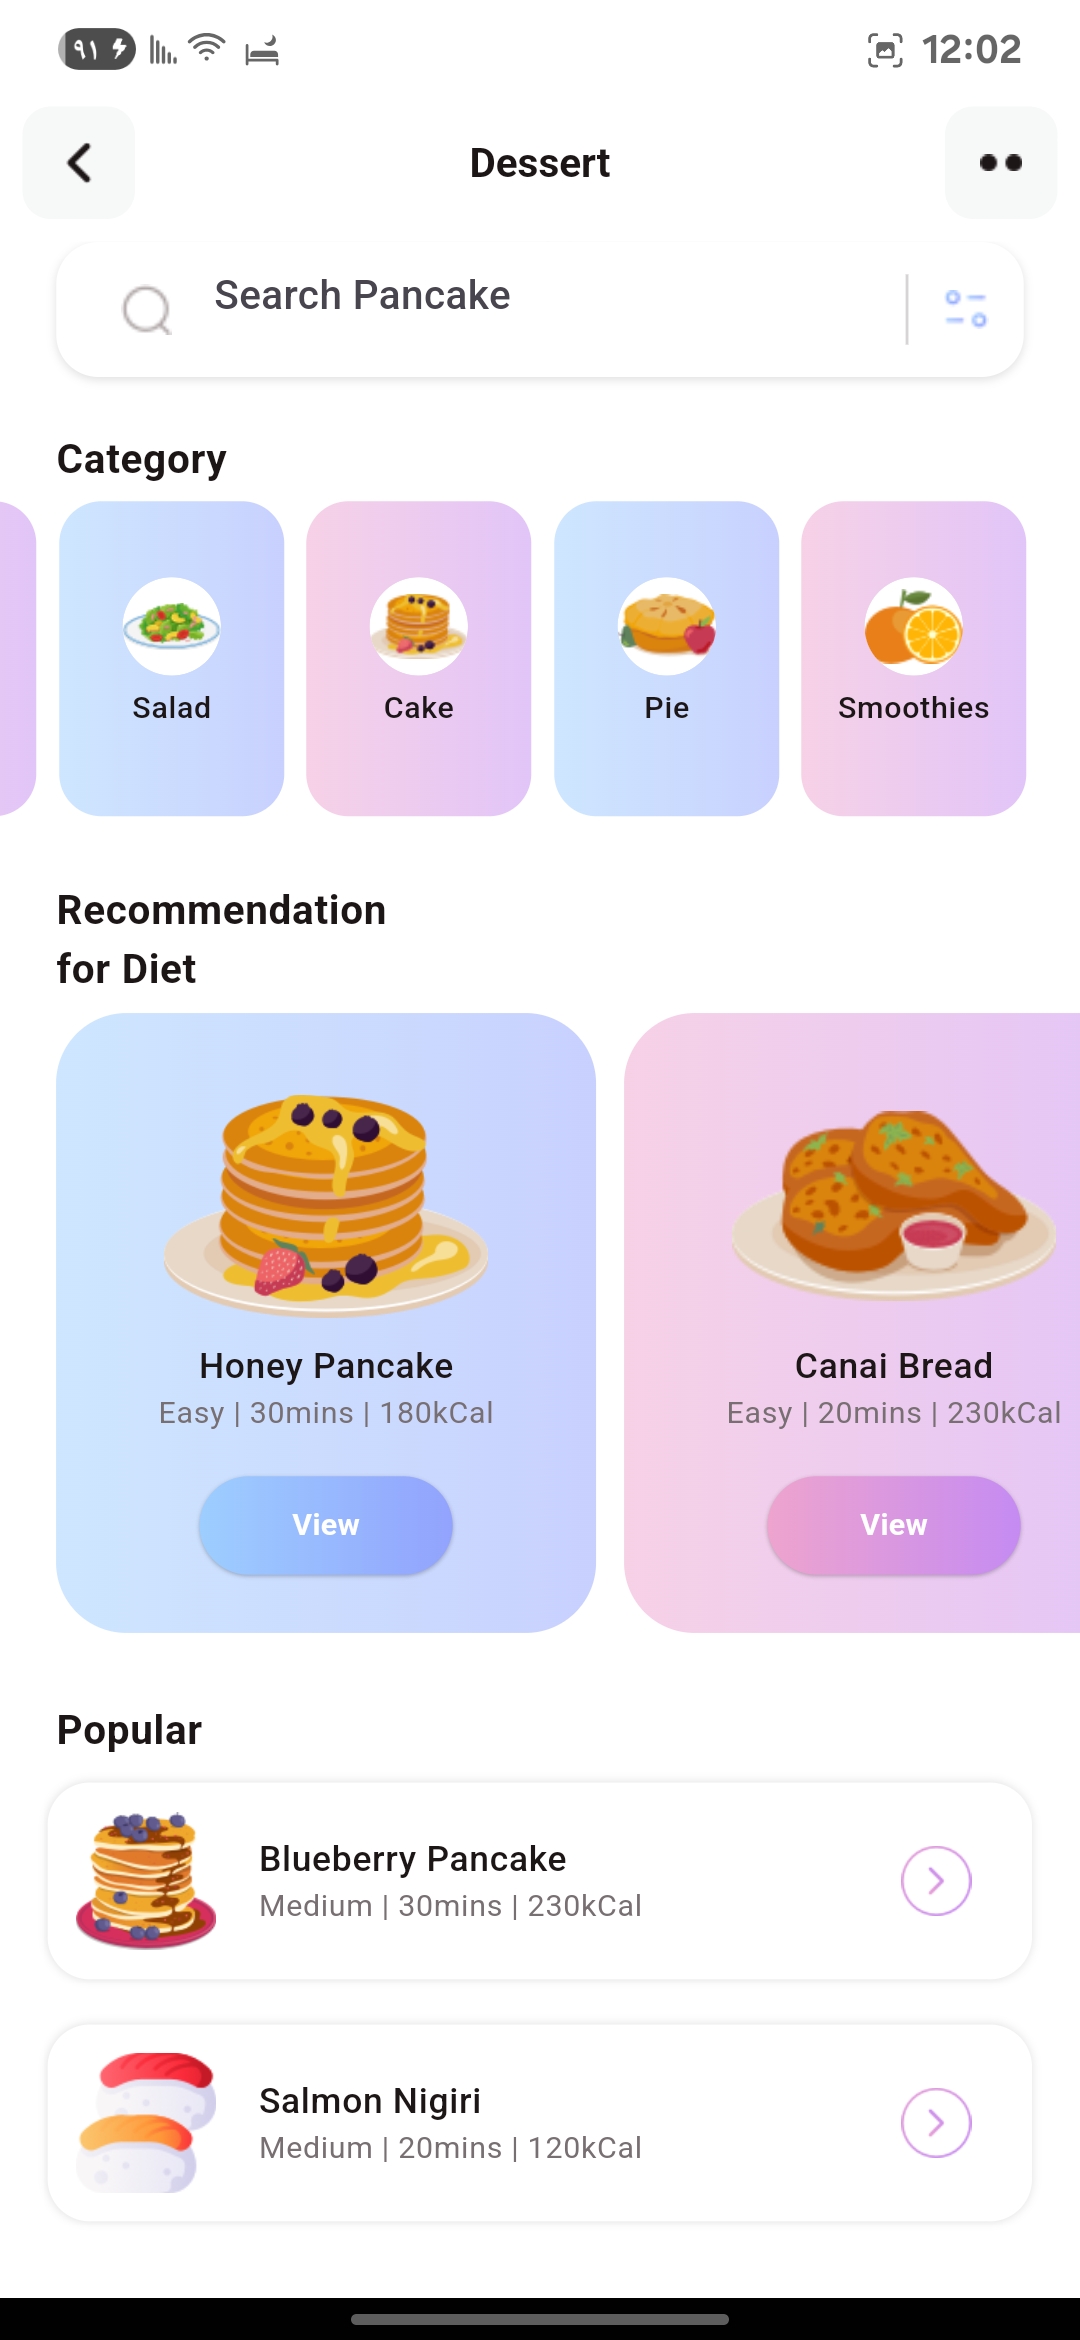 ٩١
12:02
Dessert
Search Pancake
Category
Salad
Cake
Pie
Smoothies
Recommendation
for Diet
Honey Pancake
Easy | 30mins | 180kCal
View
Canai Bread
Easy | 20mins | 230kCal
View
Popular
Blueberry Pancake
Medium | 30mins | 230kCal
Salmon Nigiri
Medium | 20mins | 120kCal